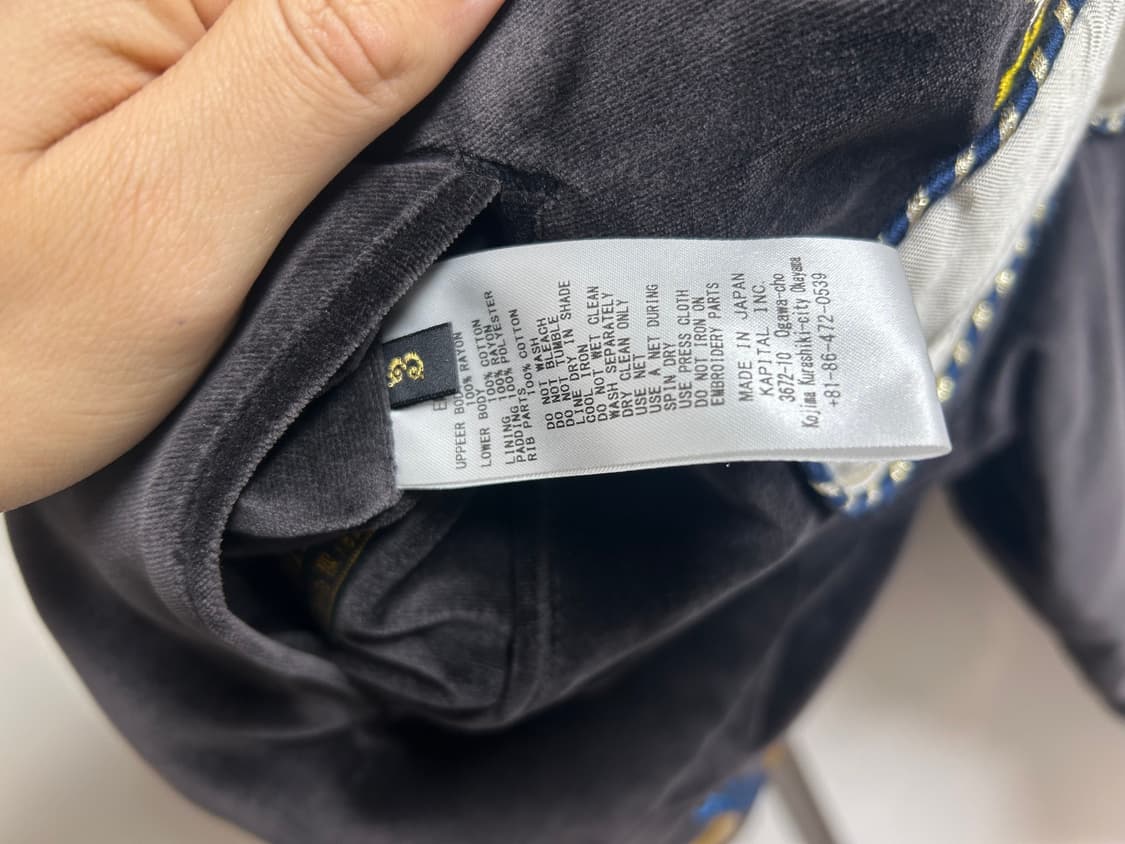 8
UPPEER BODY
100% RAYON
LOWER BODY 100% COTTON
100% RAYON
LINING 100% POLYESTER
PADDING 100%
RIB PARTS 100% COTTON
DO NOT WASH
DO NOT BLEACH
DO NOT TUMBLE
LINE DRY IN SHADE
COOL IRON
DO NOT WET CLEAN
WASH SEPARATELY
DRY CLEAN ONLY
USE NET
USE A NET DURING
SPIN DRY
USE PRESS CLOTH
DO NOT IRON ON
EMBROIDERY PARTS
MADE IN JAPAN
KAPITAL INC.
3672-10 Ogawa-cho
Kojima Kurashiki-city Okayama
+81-86-472-0539